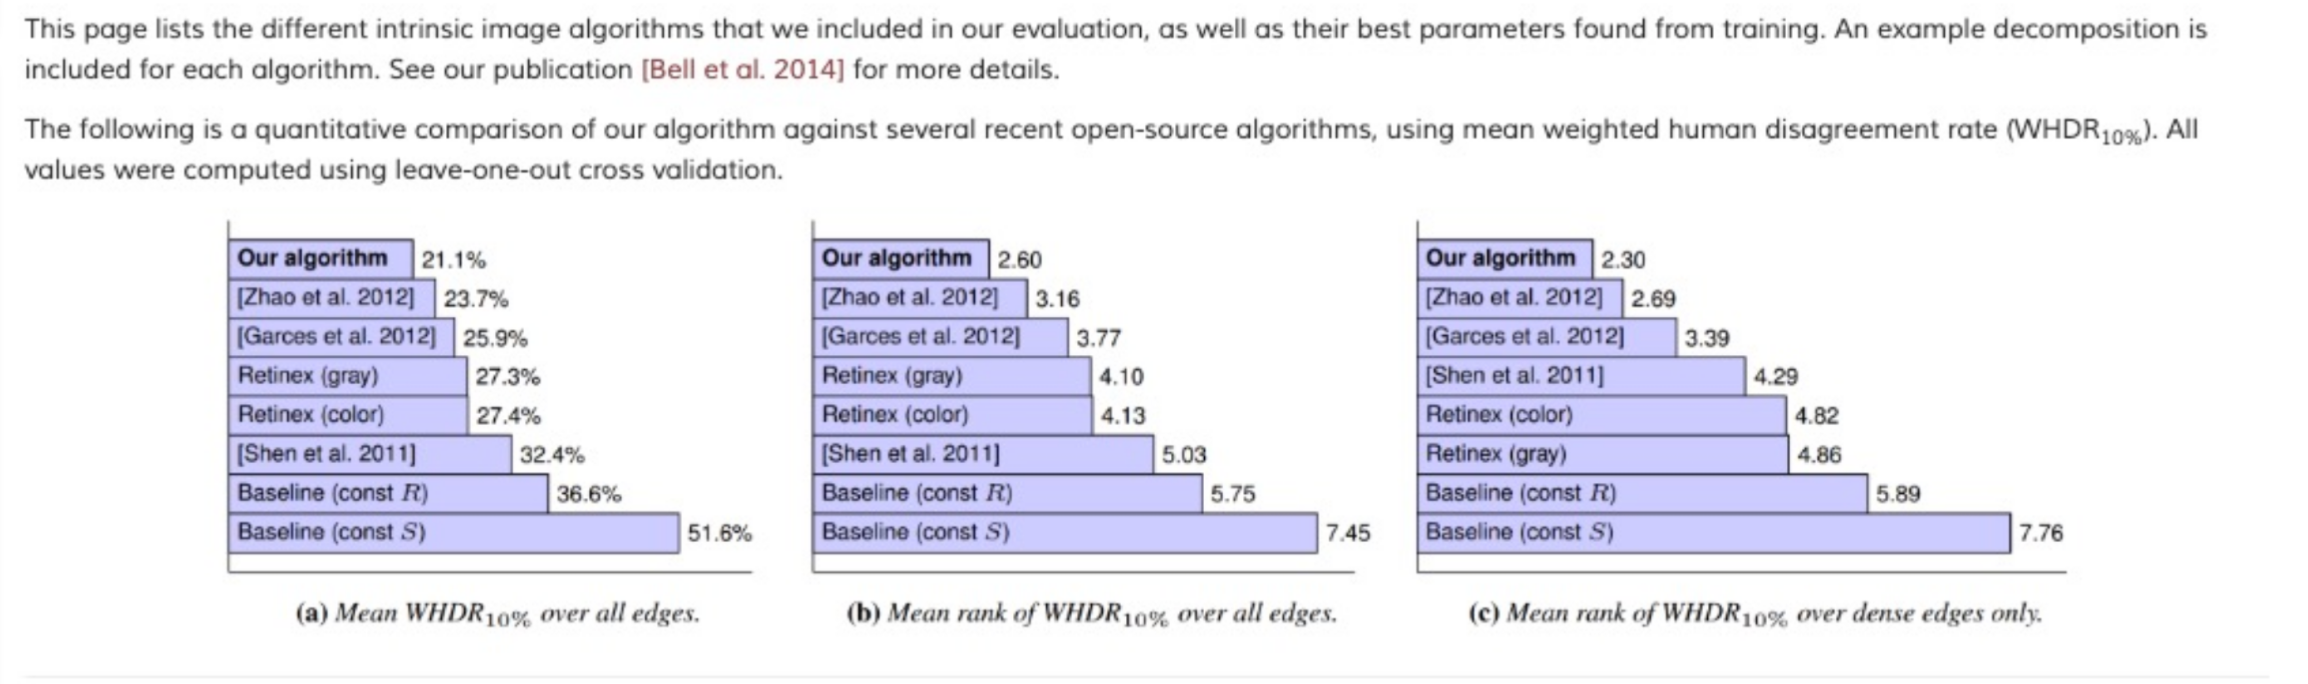 This page lists the different intrinsic image algorithms that we included in our evaluation, as well as their best parameters found from training. An example decomposition is
included for each algorithm. See our publication [Bell et al. 2014] for more details.
The following is a quantitative comparison of our algorithm against several recent open-source algorithms, using mean weighted human disagreement rate (WHDR10%). All
values were computed using leave-one-out cross validation.
Our algorithm 21.1%
[Zhao et al. 2012] 23.7%
[Garces et al. 2012] 25.9%
Retinex (gray) 27.3%
Retinex (color) 27.4%
[Shen et al. 2011] 32.4%
Baseline (const R) 36.6%
Baseline (const S) 51.6%
(a) Mean WHDR10% over all edges.
Our algorithm 2.60
[Zhao et al. 2012] 3.16
[Garces et al. 2012] 3.77
Retinex (gray) 4.10
Retinex (color) 4.13
[Shen et al. 2011] 5.03
Baseline (const R) 5.75
Baseline (const S) 7.45
(b) Mean rank of WHDR10% over all edges.
Our algorithm 2.30
[Zhao et al. 2012] 2.69
[Garces et al. 2012] 3.39
[Shen et al. 2011] 4.29
Retinex (color) 4.82
Retinex (gray) 4.86
Baseline (const R) 5.89
Baseline (const S) 7.76
(c) Mean rank of WHDR10% over dense edges only.